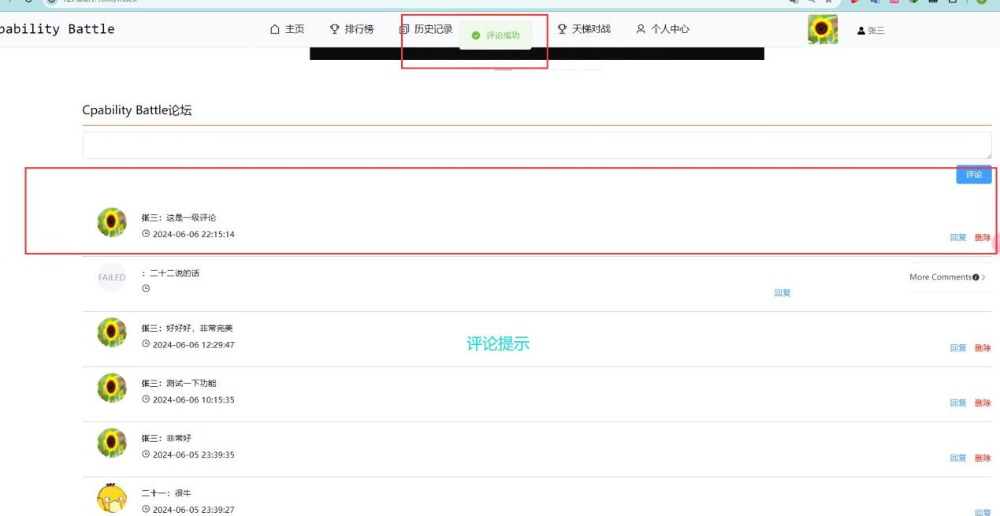 pability Battle
主页
排行榜
历史记录
评论成功
天梯对战
个人中心
张三
Cpability Battle论坛
评论
张三：这是一级评论
2024-06-06 22:15:14
回复 删除
FAILED
：二十二说的话
More Comments
回复
张三：好好好，非常完美
2024-06-06 12:29:47
评论提示
回复 删除
张三：测试一下功能
2024-06-06 10:15:35
回复 删除
张三：非常好
2024-06-05 23:39:35
回复 删除
二十一：很牛
2024-06-05 23:39:27
回复